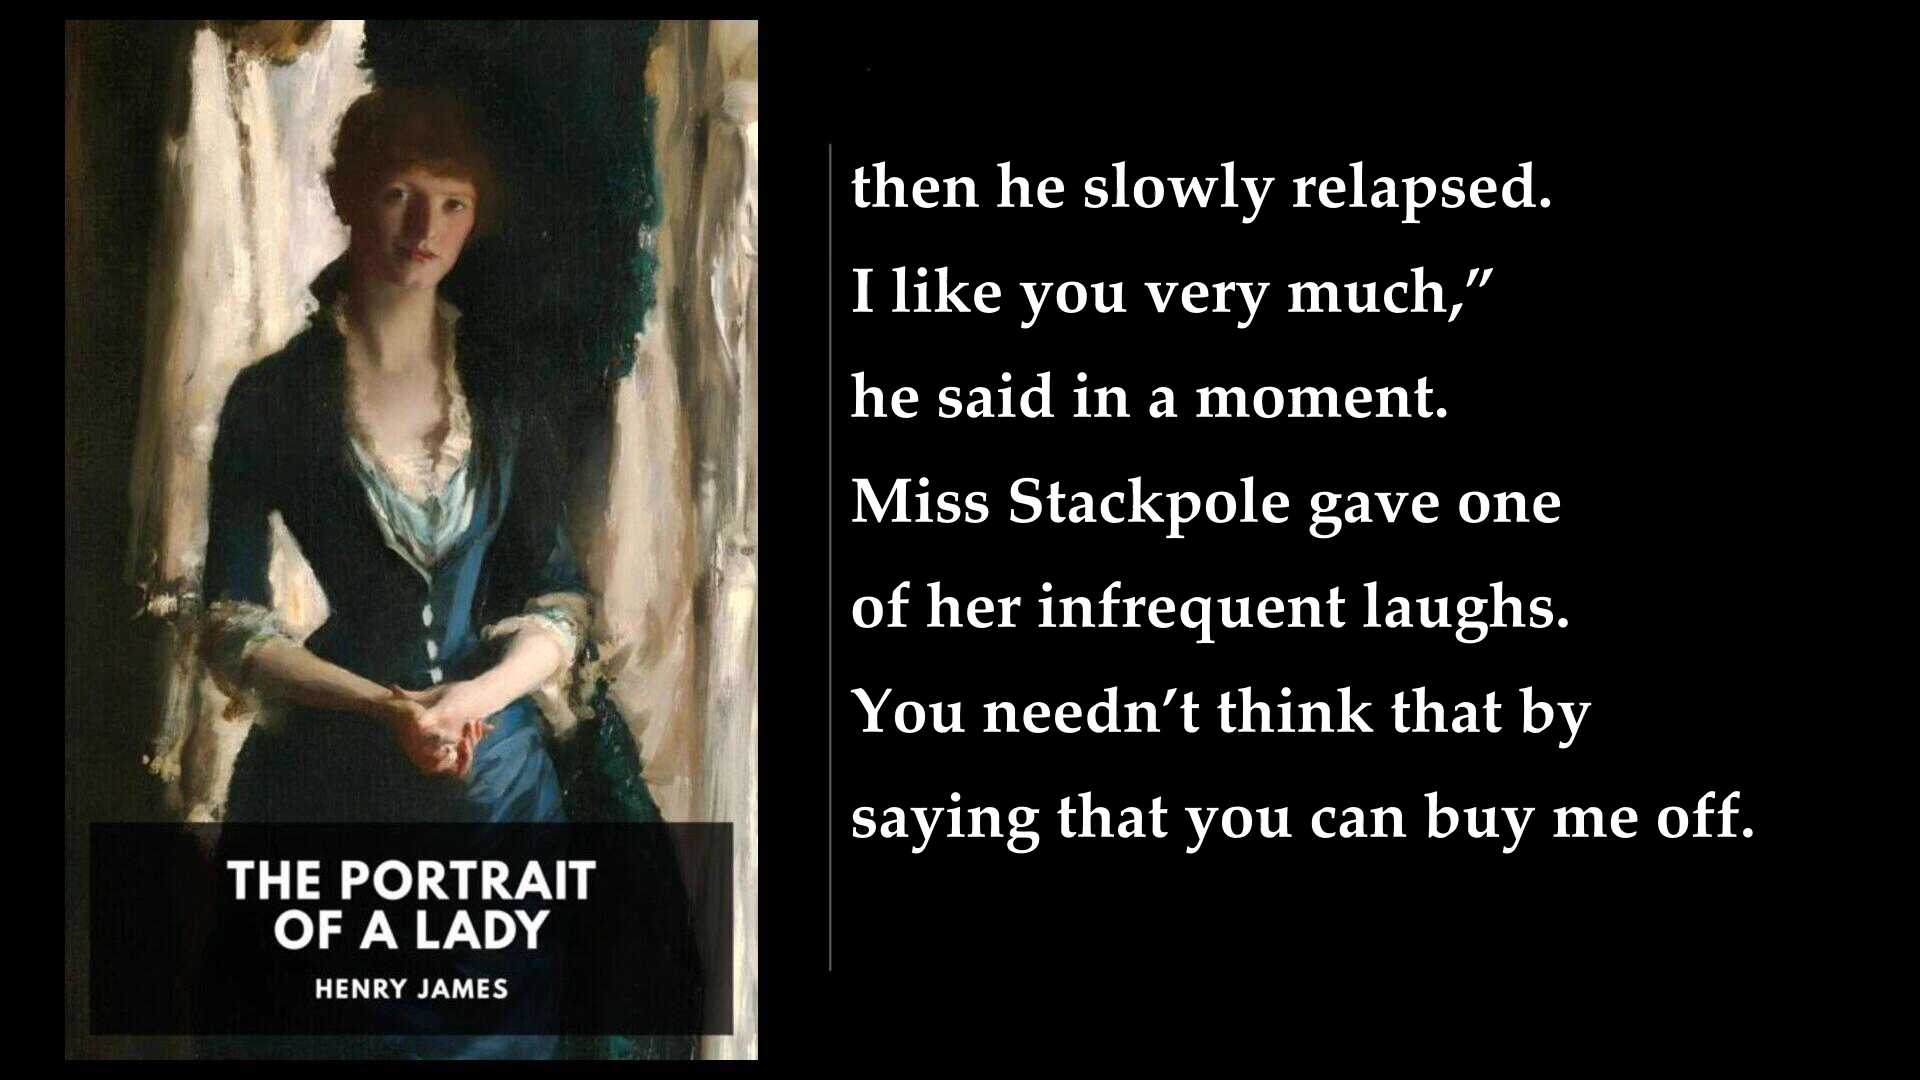 THE PORTRAIT
OF A LADY
HENRY JAMES
then he slowly relapsed.
I like you very much,”
he said in a moment.
Miss Stackpole gave one
of her infrequent laughs.
You needn’t think that by
saying that you can buy me off.